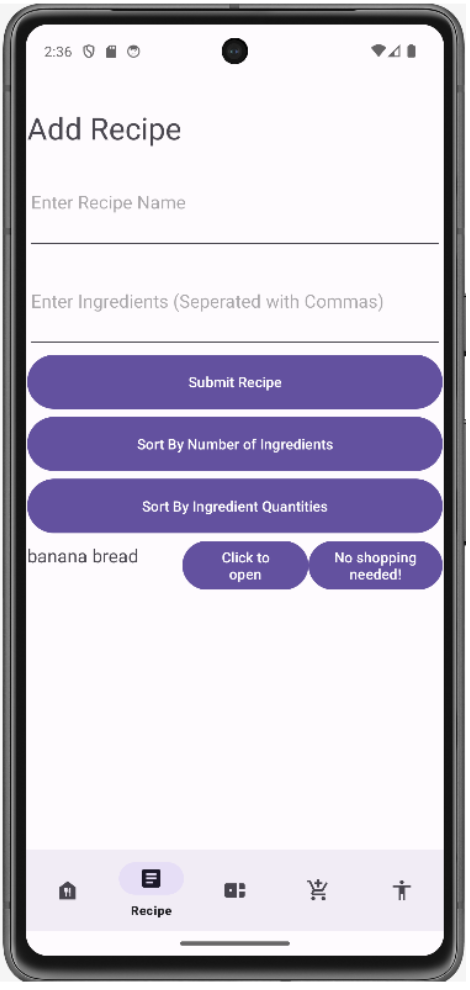 2:36
Add Recipe
Enter Recipe Name
Enter Ingredients (Seperated with Commas)
Submit Recipe
Sort By Number of Ingredients
Sort By Ingredient Quantities
banana bread
Click to
open
No shopping
needed!
Recipe